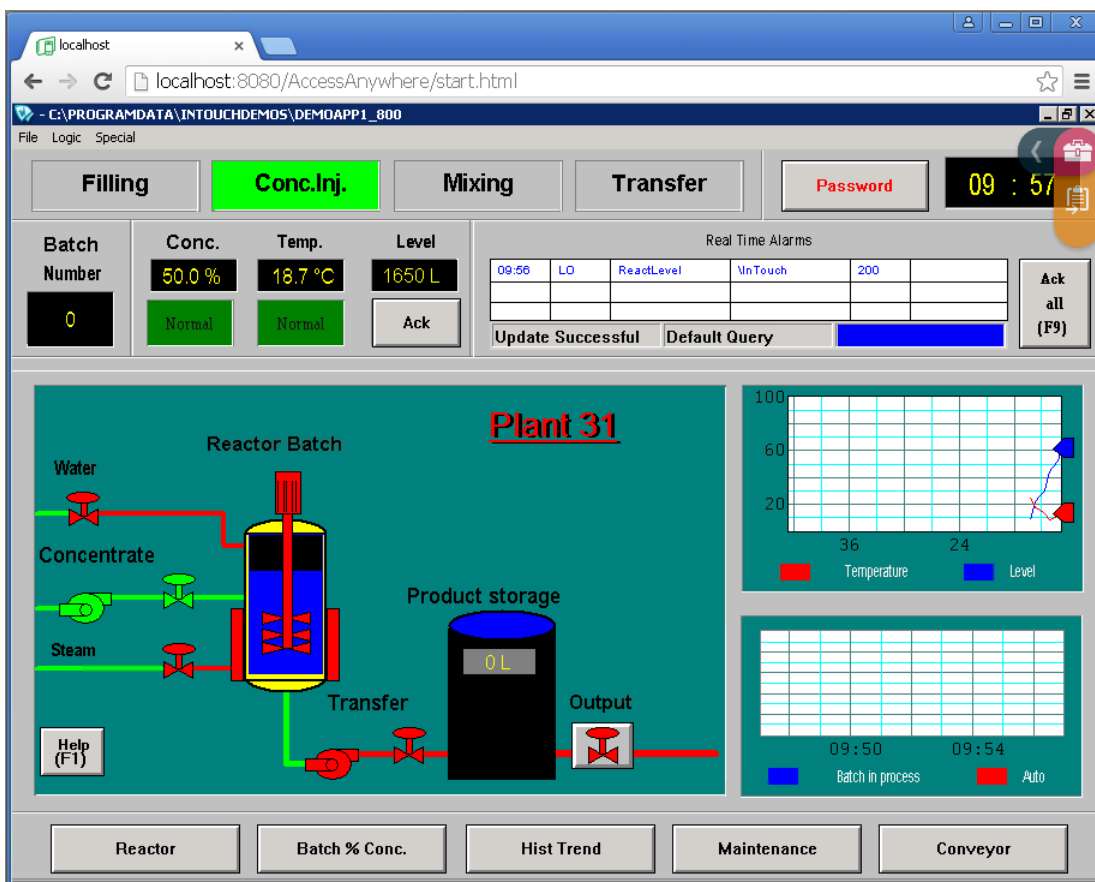 localhost
localhost:8080/AccessAnywhere/start.html
- C:\PROGRAMDATA\INTOUCHDEMOS\DEMOAPP1_800
File Logic Special
Filling Conc.Inj. Mixing Transfer Password 09 : 57
Batch Number
0
Conc. Temp. Level
50.0 % 18.7 °C 1650 L
Normal Normal Ack
Real Time Alarms
09:56 LO ReactLevel \InTouch 200
Update Successful Default Query
Ack
all
(F9)
Plant 31
Reactor Batch
Water
Concentrate
Steam
Product storage
0 L
Transfer
Output
Help
(F1)
100
60
20
36 24
Temperature Level
09:50 09:54
Batch in process Auto
Reactor Batch % Conc. Hist Trend Maintenance Conveyor